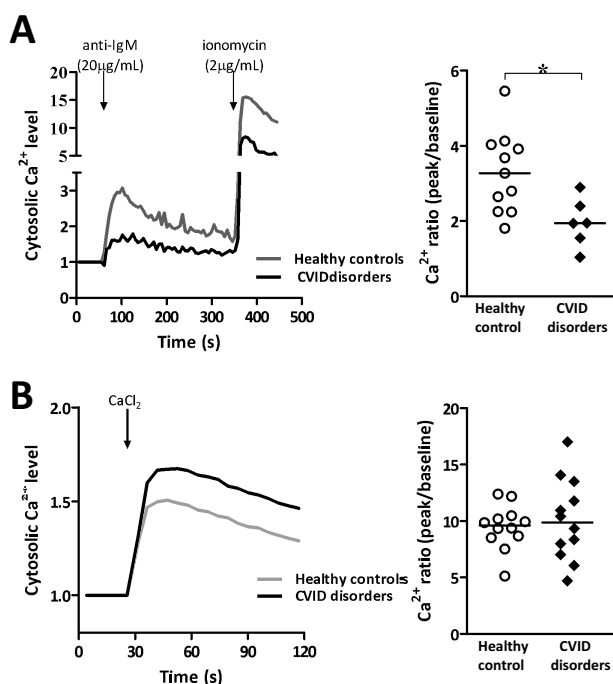 A
anti-IgM
(20µg/mL)
ionomycin
(2µg/mL)
Cytosolic Ca2+ level
20
15
10
5
3
2
1
0
0 100 200 300 400 500
Time (s)
Healthy controls
CVIDdisorders
*
Ca2+ ratio (peak/baseline)
6
4
2
0
Healthy
control
CVID
disorders
B
CaCl2
Cytosolic Ca2+ level
2.0
1.5
1.0
0 30 60 90 120
Time (s)
Healthy controls
CVID disorders
Ca2+ ratio (peak/baseline)
20
15
10
5
0
Healthy
control
CVID
disorders